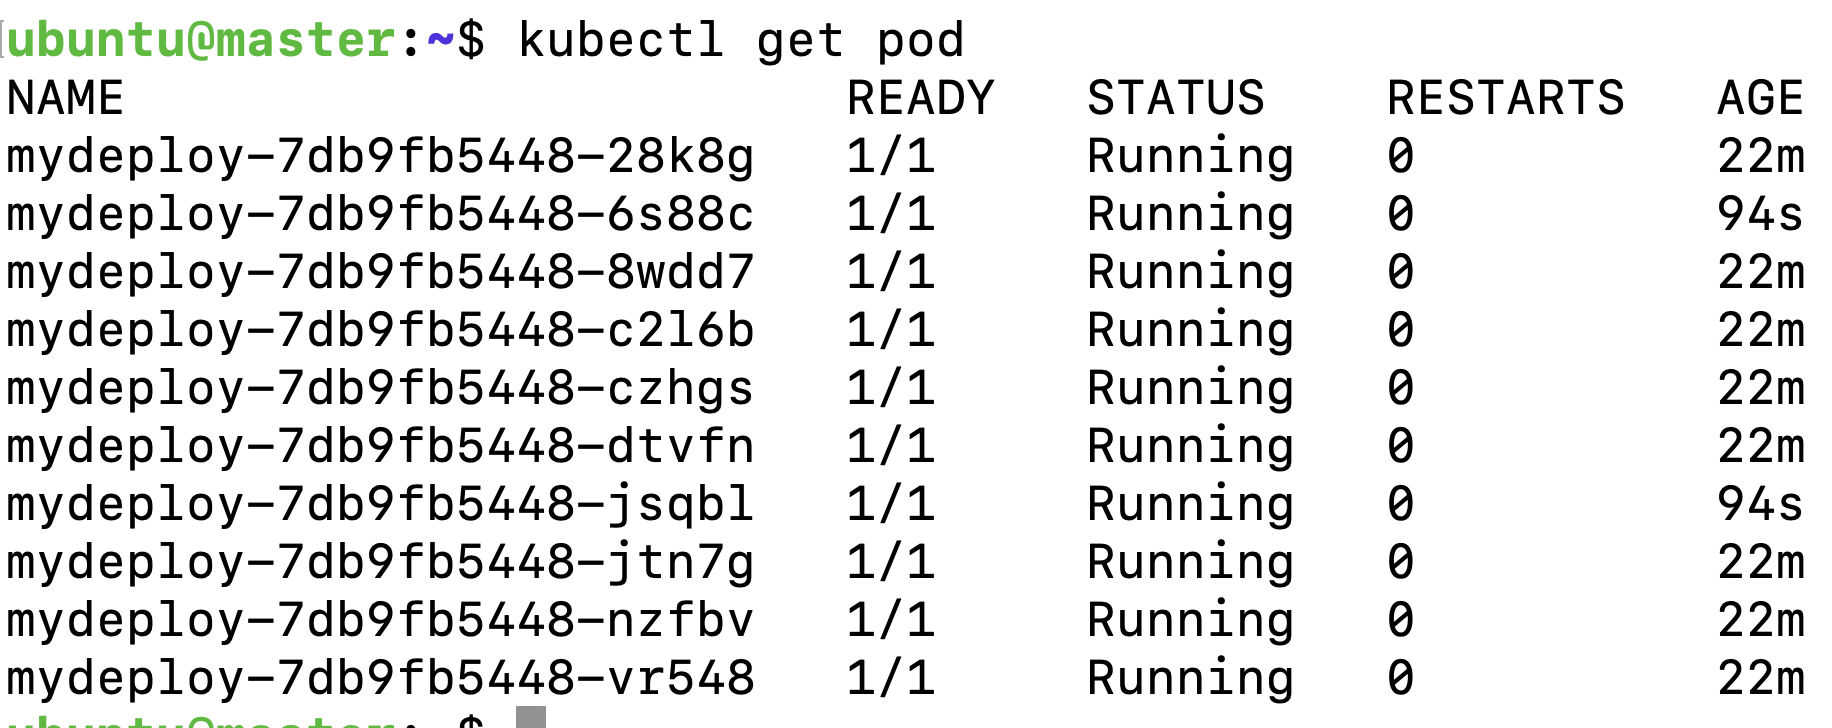 ubuntu@master:~$ kubectl get pod
NAME                        READY   STATUS    RESTARTS   AGE
mydeploy-7db9fb5448-28k8g   1/1     Running   0          22m
mydeploy-7db9fb5448-6s88c   1/1     Running   0          94s
mydeploy-7db9fb5448-8wdd7   1/1     Running   0          22m
mydeploy-7db9fb5448-c2l6b   1/1     Running   0          22m
mydeploy-7db9fb5448-czhgs   1/1     Running   0          22m
mydeploy-7db9fb5448-dtvfn   1/1     Running   0          22m
mydeploy-7db9fb5448-jsqbl   1/1     Running   0          94s
mydeploy-7db9fb5448-jtn7g   1/1     Running   0          22m
mydeploy-7db9fb5448-nzfbv   1/1     Running   0          22m
mydeploy-7db9fb5448-vr548   1/1     Running   0          22m